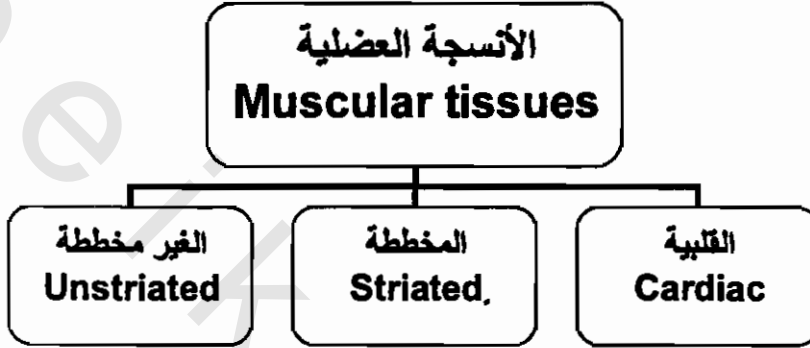 الأنسجة العضلية
Muscular tissues
الغير مخططة
Unstriated
المخططة
Striated.
القلبية
Cardiac